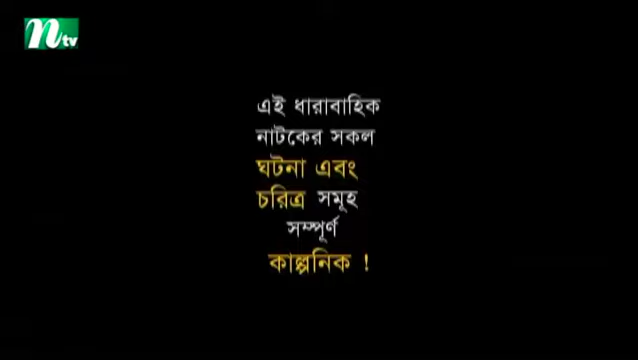 ntv
এই ধারাবাহিক
নাটকের সকল
ঘটনা এবং
চরিত্র সমূহ
সম্পূর্ণ
কাল্পনিক !